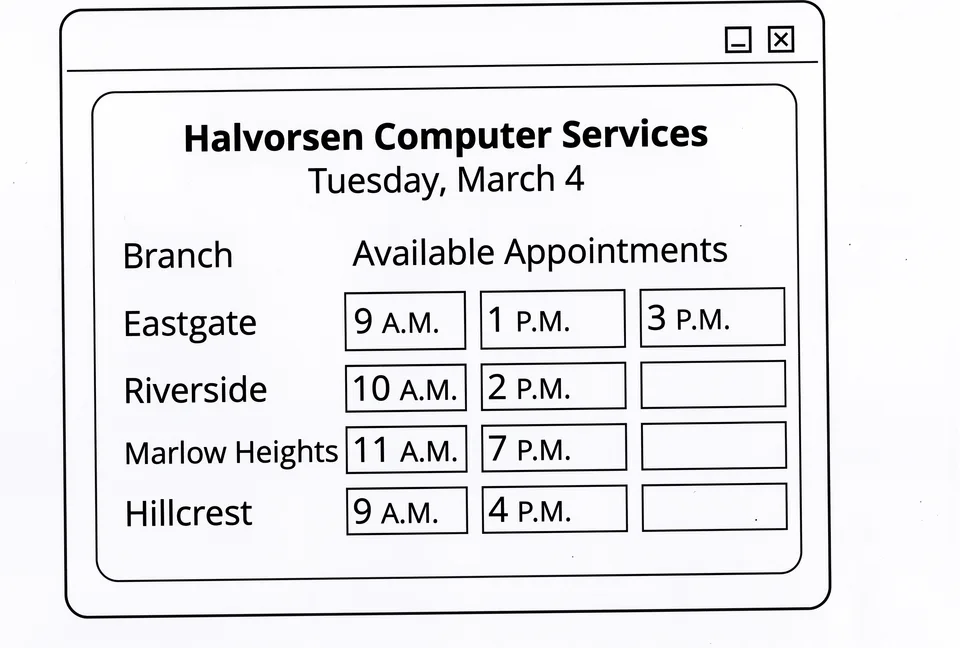 Halvorsen Computer Services
Tuesday, March 4
Branch Available Appointments
Eastgate 9 A.M. 1 P.M. 3 P.M.
Riverside 10 A.M. 2 P.M.
Marlow Heights 11 A.M. 7 P.M.
Hillcrest 9 A.M. 4 P.M.